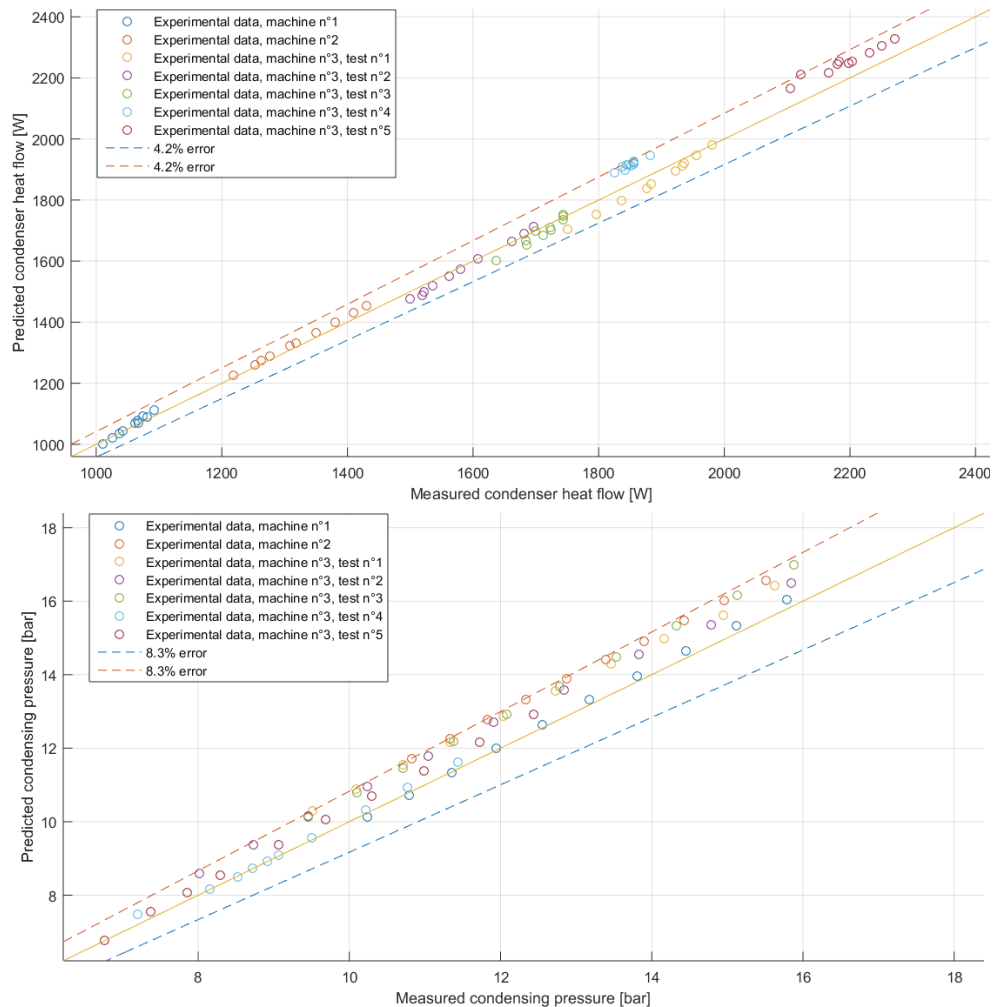 2400
2200
2000
1800
1600
1400
1200
1000
Predicted condenser heat flow [W]
Experimental data, machine n°1
Experimental data, machine n°2
Experimental data, machine n°3, test n°1
Experimental data, machine n°3, test n°2
Experimental data, machine n°3, test n°3
Experimental data, machine n°3, test n°4
Experimental data, machine n°3, test n°5
4.2% error
4.2% error
1000 1200 1400 1600 1800 2000 2200 2400
Measured condenser heat flow [W]
18
16
14
12
10
8
Predicted condensing pressure [bar]
Experimental data, machine n°1
Experimental data, machine n°2
Experimental data, machine n°3, test n°1
Experimental data, machine n°3, test n°2
Experimental data, machine n°3, test n°3
Experimental data, machine n°3, test n°4
Experimental data, machine n°3, test n°5
8.3% error
8.3% error
8 10 12 14 16 18
Measured condensing pressure [bar]